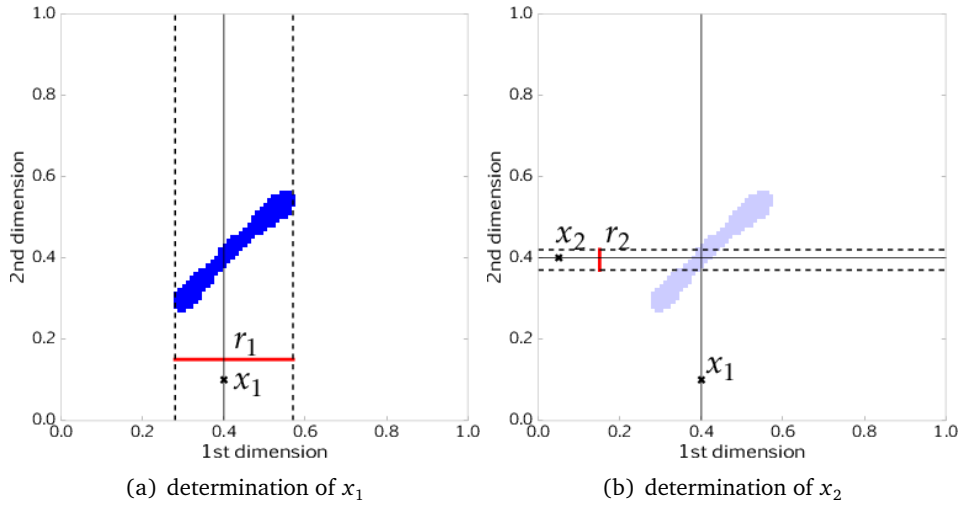 1.0
0.8
0.6
0.4
0.2
0.0
0.0 0.2 0.4 0.6 0.8 1.0
2nd dimension
1st dimension
r1
x1
(a) determination of x1
1.0
0.8
0.6
0.4
0.2
0.0
0.0 0.2 0.4 0.6 0.8 1.0
2nd dimension
1st dimension
x2 r2
x1
(b) determination of x2